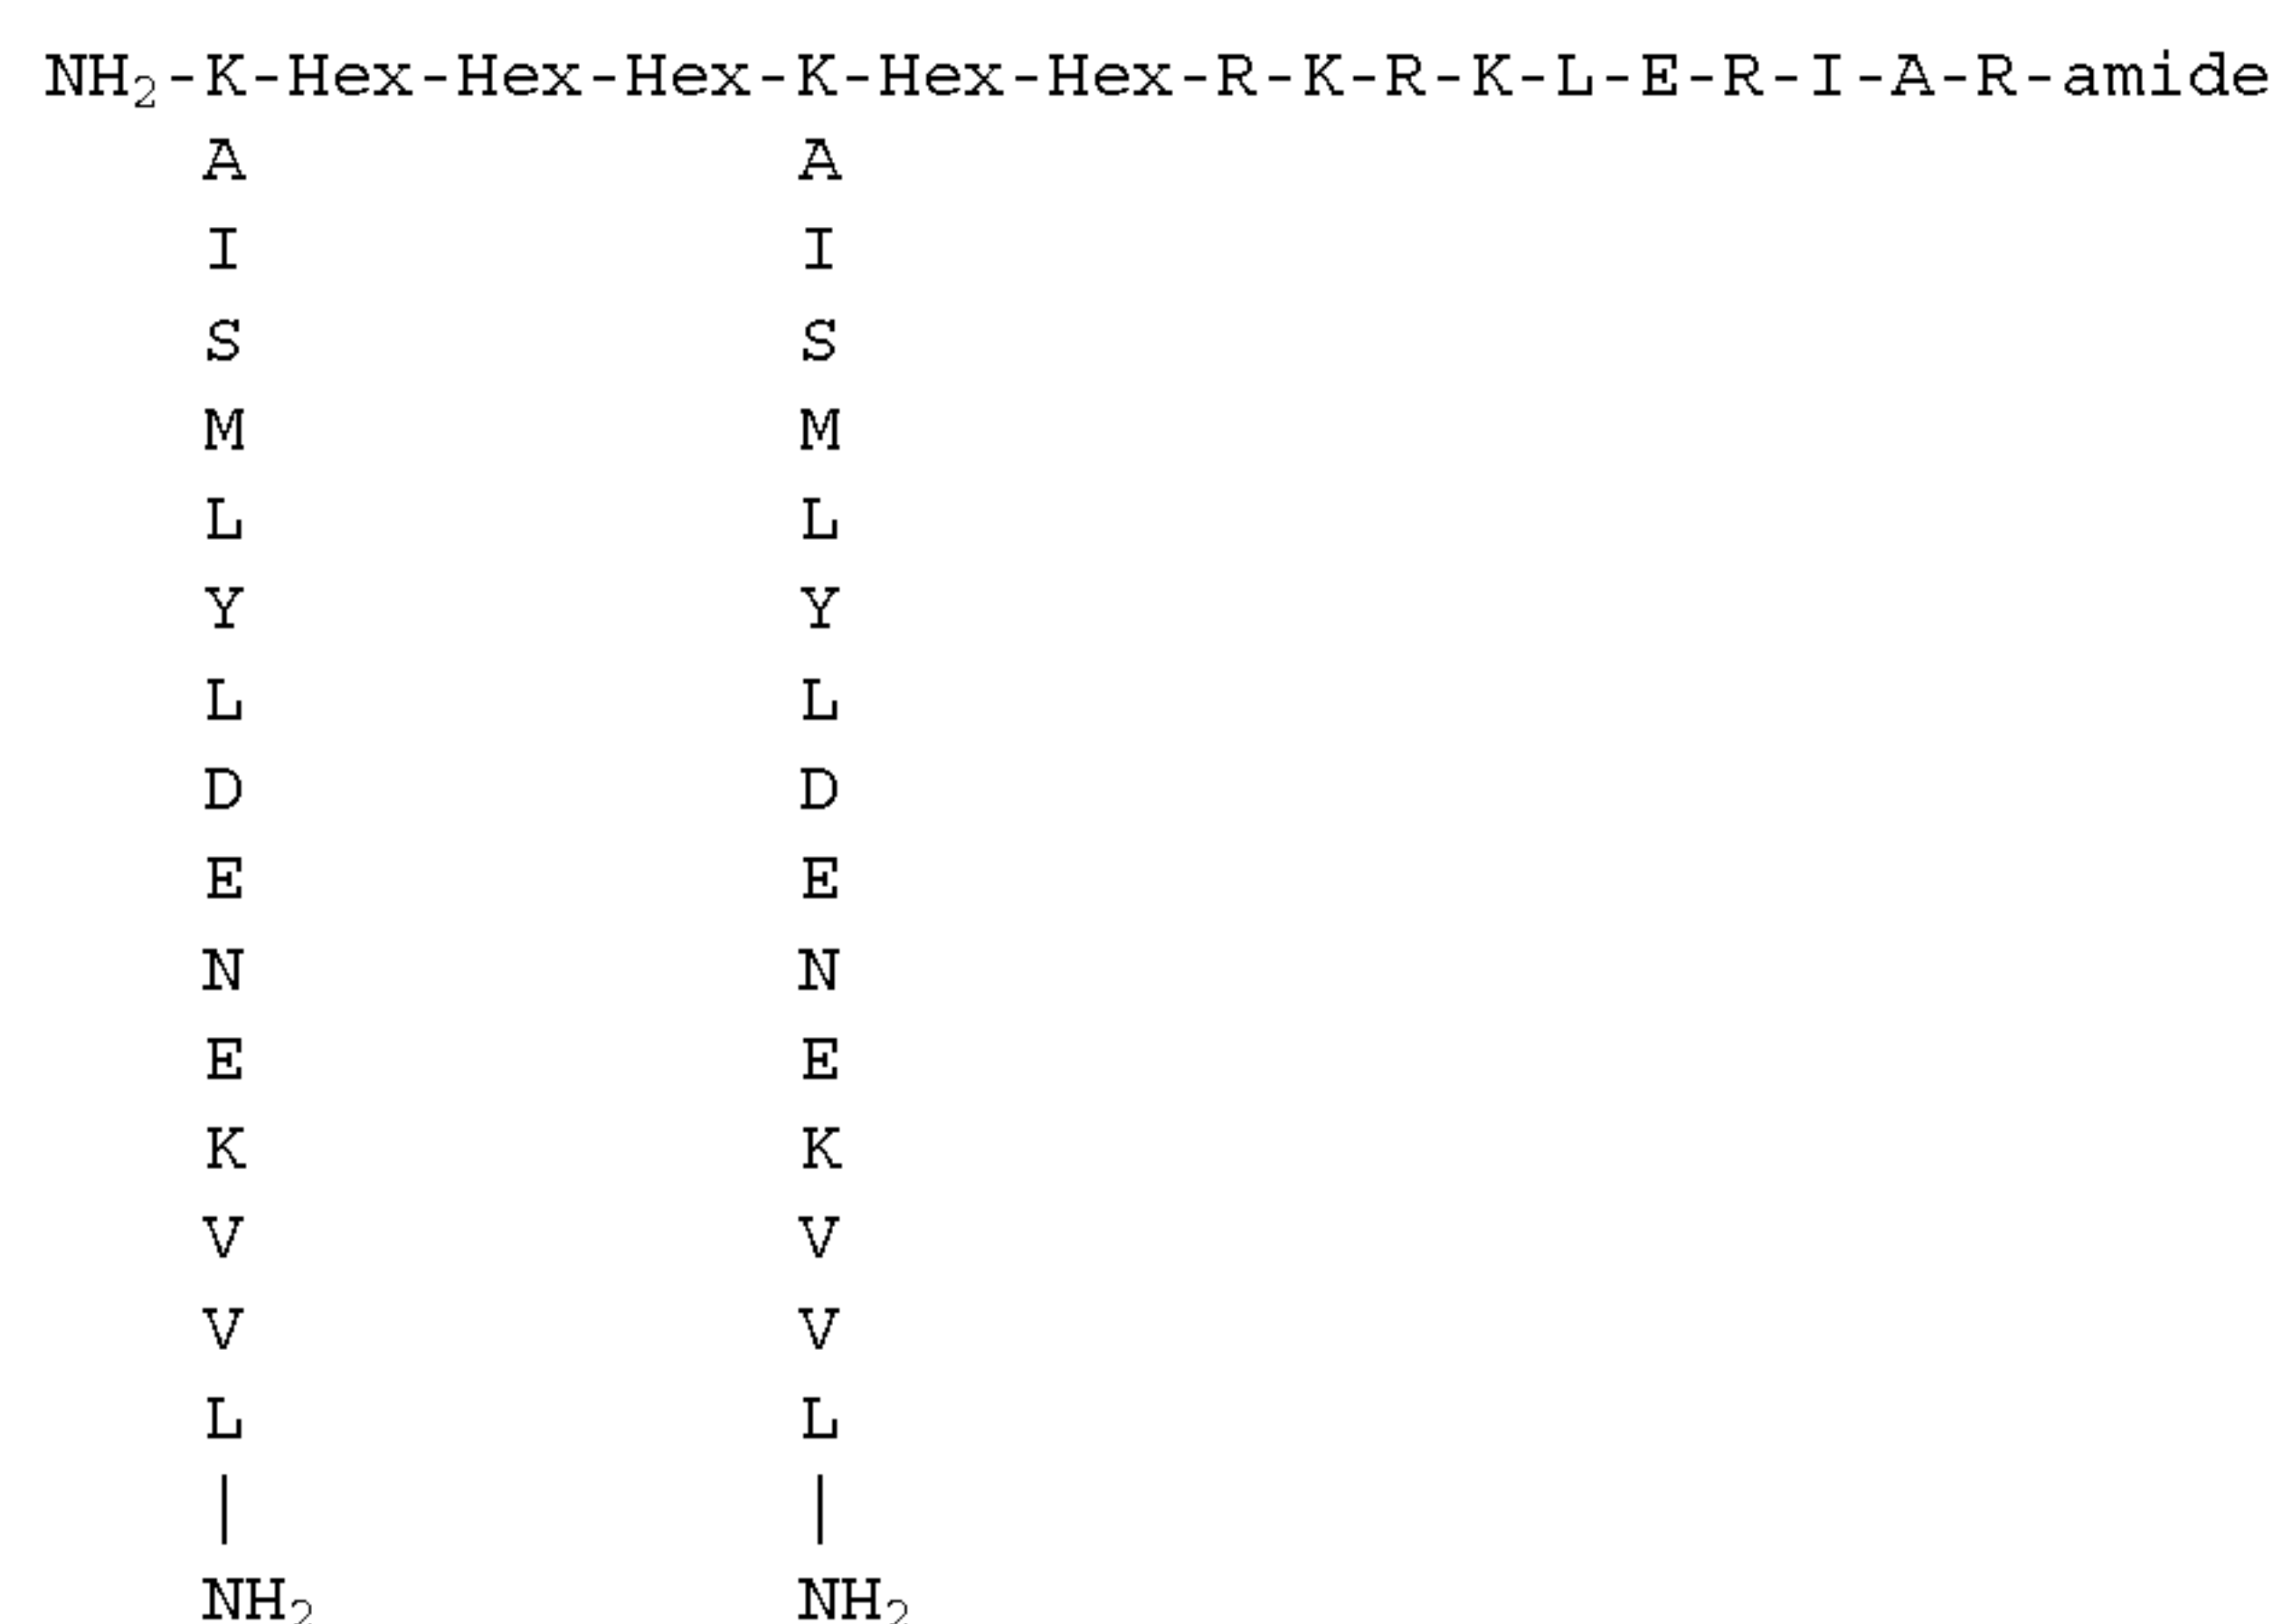 NH₂-K-Hex-Hex-Hex-K-Hex-Hex-R-K-R-K-L-E-R-I-A-R-amide
A A
I I
S S
M M
L L
Y Y
L L
D D
E E
N N
E E
K K
V V
V V
L L
| |
NH₂ NH₂